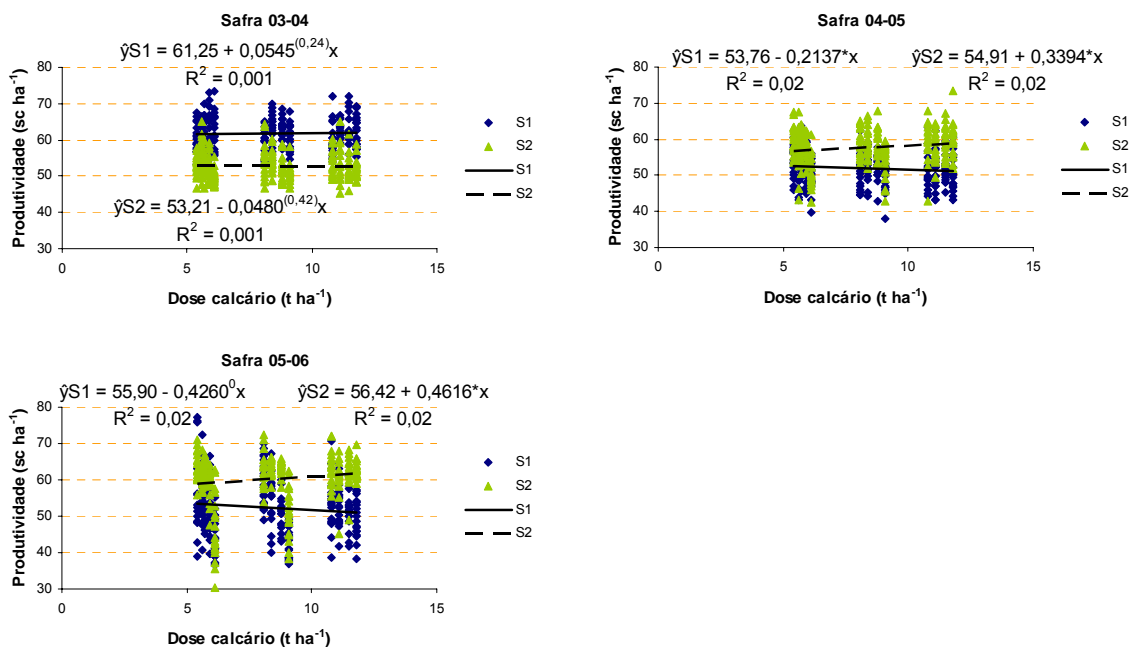 Safra 03-04
ŷS1 = 61,25 + 0,0545^(0,24)x
R² = 0,001
80
70
60
50
40
30
ŷS2 = 53,21 - 0,0480^(0,42)x
R² = 0,001
0 5 10 15
Dose calcário (t ha⁻¹)
Produtividade (sc ha⁻¹)
S1
S2
S1
S2
Safra 04-05
ŷS1 = 53,76 - 0,2137*x
R² = 0,02
ŷS2 = 54,91 + 0,3394*x
R² = 0,02
80
70
60
50
40
30
0 5 10 15
Dose calcário (t ha⁻¹)
Produtividade (sc ha⁻¹)
S1
S2
S1
S2
Safra 05-06
ŷS1 = 55,90 - 0,4260⁰x
R² = 0,02
ŷS2 = 56,42 + 0,4616*x
R² = 0,02
80
70
60
50
40
30
0 5 10 15
Dose calcário (t ha⁻¹)
Produtividade (sc ha⁻¹)
S1
S2
S1
S2